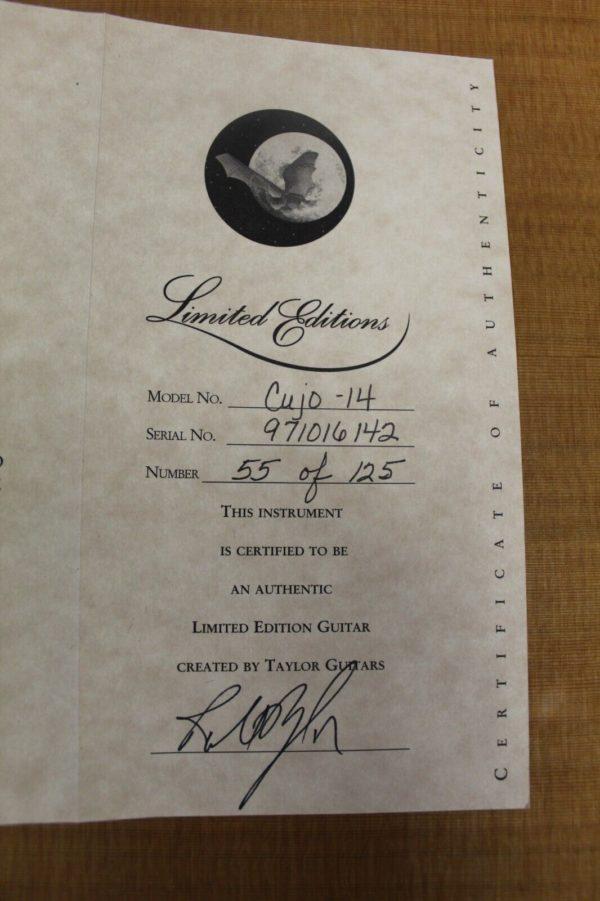 Limited Editions
MODEL NO. Cujo -14
SERIAL NO. 971016142
NUMBER 55 of 125
THIS INSTRUMENT
IS CERTIFIED TO BE
AN AUTHENTIC
LIMITED EDITION GUITAR
CREATED BY TAYLOR GUITARS
CERTIFICATE OF AUTHENTICITY